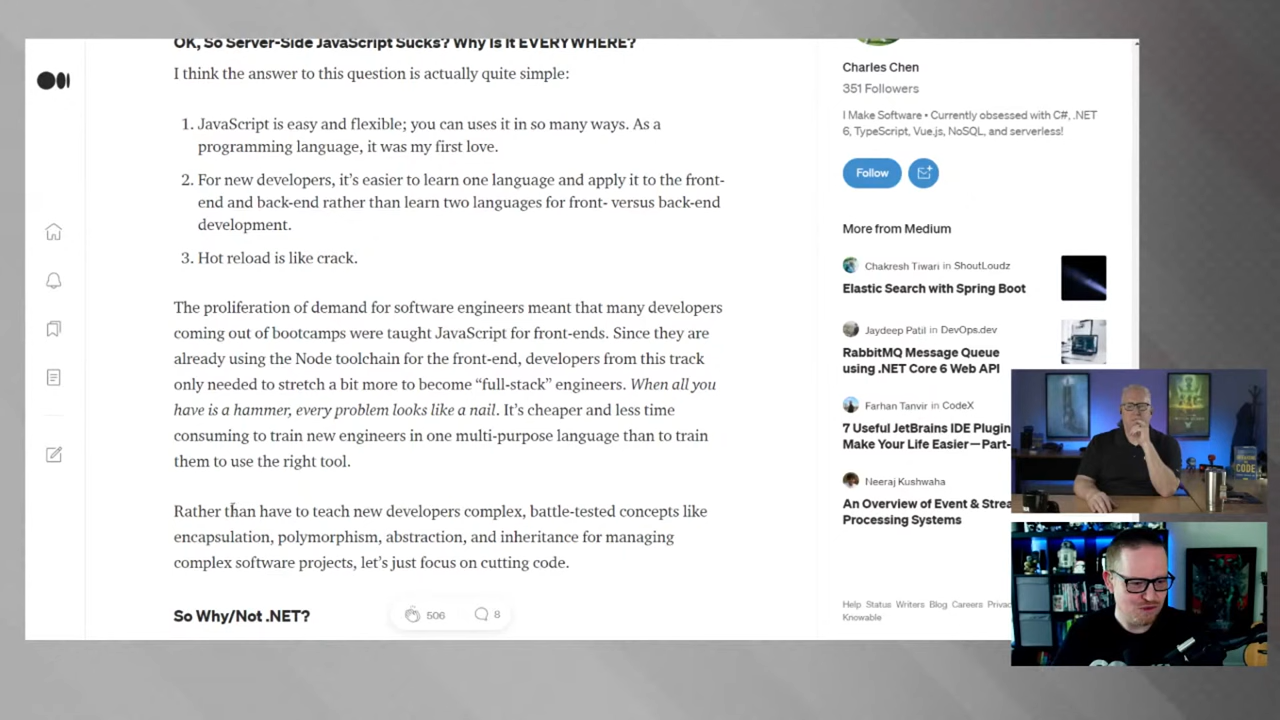 OK, So Server-Side JavaScript Sucks? Why Is It EVERYWHERE?
I think the answer to this question is actually quite simple:
1. JavaScript is easy and flexible; you can uses it in so many ways. As a
programming language, it was my first love.
2. For new developers, it's easier to learn one language and apply it to the front-
end and back-end rather than learn two languages for front- versus back-end
development.
3. Hot reload is like crack.
The proliferation of demand for software engineers meant that many developers
coming out of bootcamps were taught JavaScript for front-ends. Since they are
already using the Node toolchain for the front-end, developers from this track
only needed to stretch a bit more to become “full-stack” engineers. When all you
have is a hammer, every problem looks like a nail. It's cheaper and less time
consuming to train new engineers in one multi-purpose language than to train
them to use the right tool.
Rather than have to teach new developers complex, battle-tested concepts like
encapsulation, polymorphism, abstraction, and inheritance for managing
complex software projects, let's just focus on cutting code.
So Why/Not .NET?
506
8
Charles Chen
351 Followers
I Make Software • Currently obsessed with C#, .NET
6, TypeScript, Vue.js, NoSQL, and serverless!
Follow
More from Medium
Chakresh Tiwari in ShoutLoudz
Elastic Search with Spring Boot
Jaydeep Patil in DevOps.dev
RabbitMQ Message Queue
using .NET Core 6 Web API
Farhan Tanvir in CodeX
7 Useful JetBrains IDE Plugin
Make Your Life Easier — Part-
Neeraj Kushwaha
An Overview of Event & Strea
Processing Systems
Help Status Writers Blog Careers Privac
Knowable
CODE